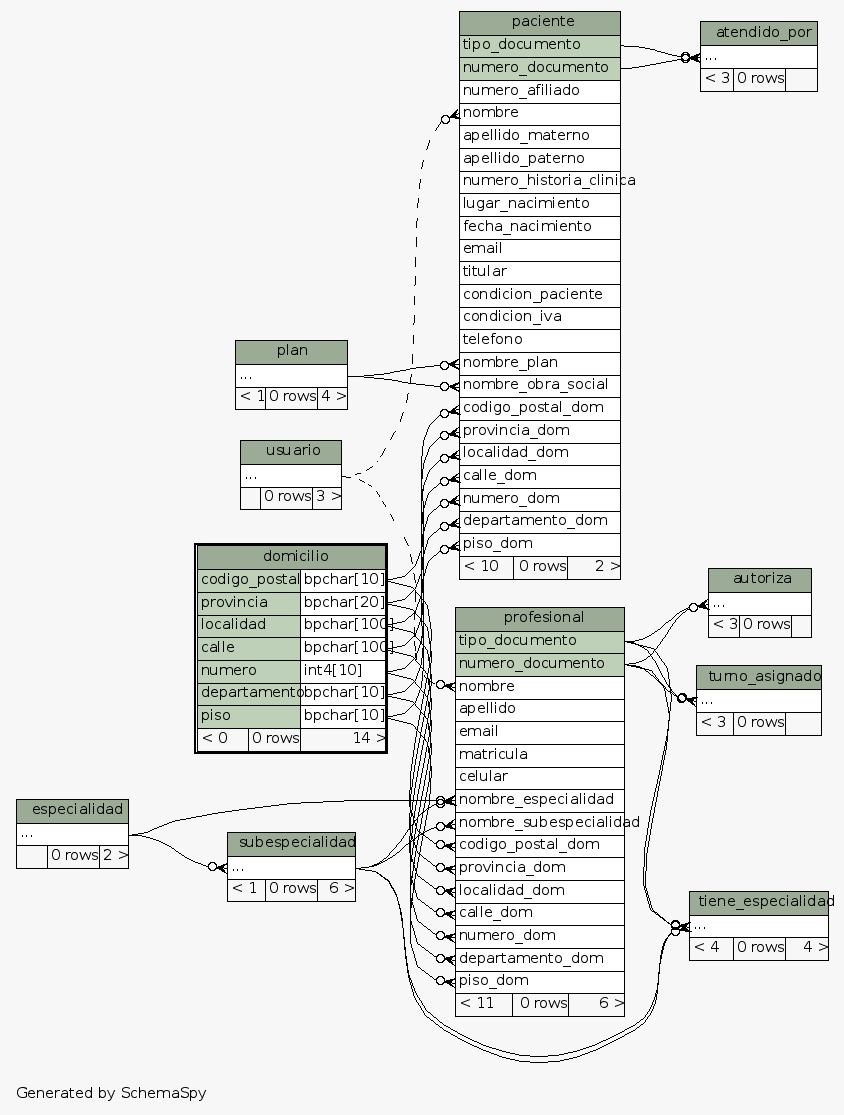 paciente
tipo_documento
numero_documento
numero_afiliado
nombre
apellido_materno
apellido_paterno
numero_historia_clinica
lugar_nacimiento
fecha_nacimiento
email
titular
condicion_paciente
condicion_iva
telefono
nombre_plan
nombre_obra_social
codigo_postal_dom
provincia_dom
localidad_dom
calle_dom
numero_dom
departamento_dom
piso_dom
< 10 0 rows 2 >
atendido_por
...
< 3 0 rows
plan
...
< 1 0 rows 4 >
usuario
...
0 rows 3 >
domicilio
codigo_postal bpchar[10]
provincia bpchar[20]
localidad bpchar[100]
calle bpchar[100]
numero int4[10]
departamento bpchar[10]
piso bpchar[10]
< 0 0 rows 14 >
profesional
tipo_documento
numero_documento
nombre
apellido
email
matricula
celular
nombre_especialidad
nombre_subespecialidad
codigo_postal_dom
provincia_dom
localidad_dom
calle_dom
numero_dom
departamento_dom
piso_dom
< 11 0 rows 6 >
autoriza
...
< 3 0 rows
turno_asignado
...
< 3 0 rows
especialidad
...
0 rows 2 >
subespecialidad
...
< 1 0 rows 6 >
tiene_especialidad
...
< 4 0 rows 4 >
Generated by SchemaSpy